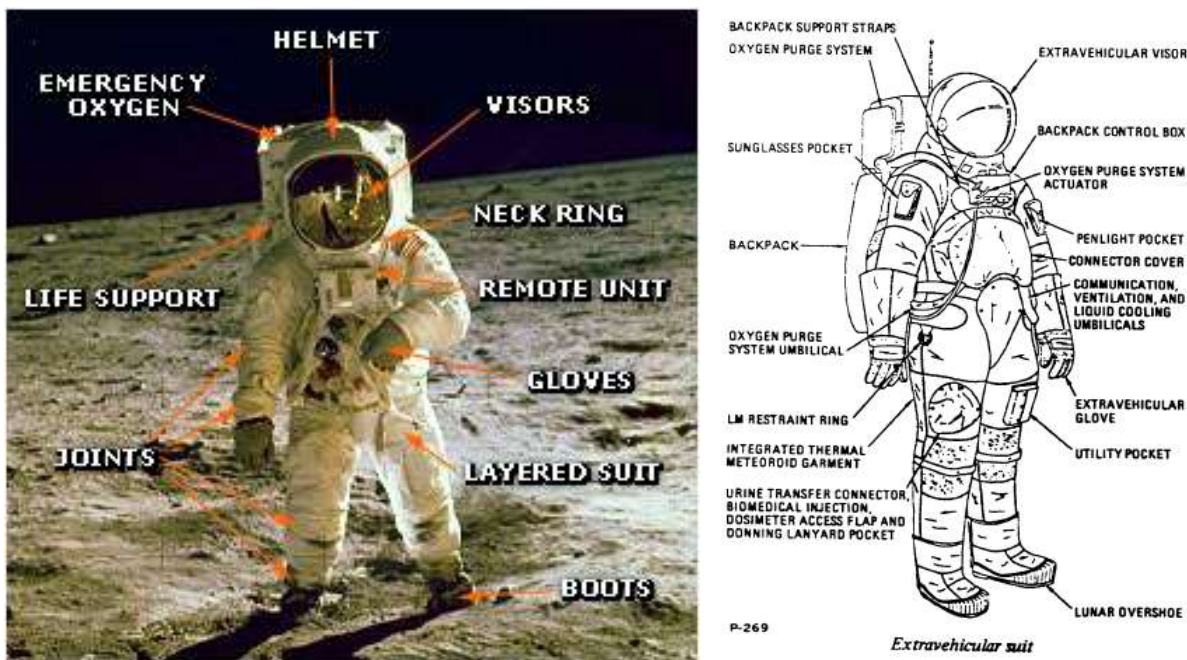 HELMET
EMERGENCY
OXYGEN
VISORS
NECK RING
LIFE SUPPORT
REMOTE UNIT
GLOVES
JOINTS
LAYERED SUIT
BOOTS
BACKPACK SUPPORT STRAPS
OXYGEN PURGE SYSTEM
EXTRAVEHICULAR VISOR
SUNGLASSES POCKET
BACKPACK CONTROL BOX
OXYGEN PURGE SYSTEM
ACTUATOR
BACKPACK
PENLIGHT POCKET
CONNECTOR COVER
COMMUNICATION,
VENTILATION, AND
LIQUID COOLING
UMBILICALS
OXYGEN PURGE
SYSTEM UMBILICAL
LM RESTRAINT RING
EXTRAVEHICULAR
GLOVE
INTEGRATED THERMAL
METEOROID GARMENT
UTILITY POCKET
URINE TRANSFER CONNECTOR,
BIOMEDICAL INJECTION,
DOSIMETER ACCESS FLAP AND
DONNING LANYARD POCKET
LUNAR OVERSHOE
P-269
Extravehicular suit